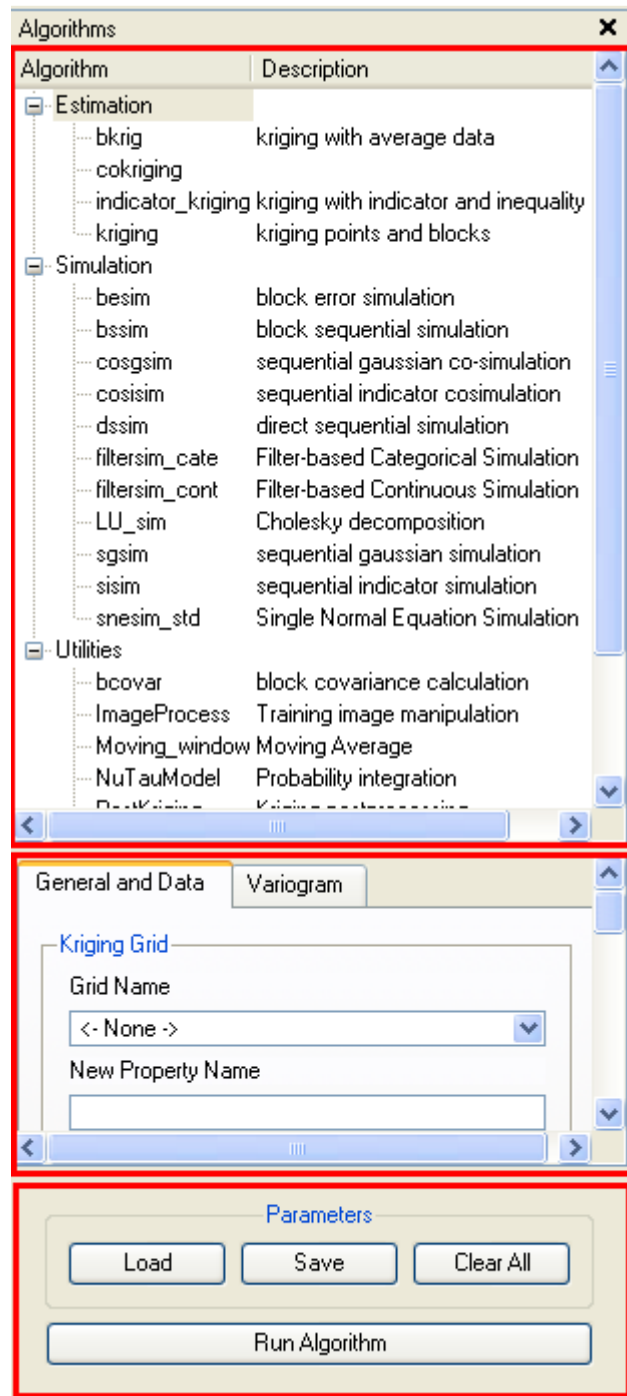 Algorithms
Algorithm Description
Estimation
bkrig kriging with average data
cokriging
indicator_kriging kriging with indicator and inequality
kriging kriging points and blocks
Simulation
besim block error simulation
bssim block sequential simulation
cosgsim sequential gaussian co-simulation
cosisim sequential indicator cosimulation
dssim direct sequential simulation
filtersim_cate Filter-based Categorical Simulation
filtersim_cont Filter-based Continuous Simulation
LU_sim Cholesky decomposition
sgsim sequential gaussian simulation
sisim sequential indicator simulation
snesim_std Single Normal Equation Simulation
Utilities
bcovar block covariance calculation
ImageProcess Training image manipulation
Moving_window Moving Average
NuTauModel Probability integration
PostKriging Kriging postprocessing
General and Data Variogram
Kriging Grid
Grid Name
<- None ->
New Property Name
Parameters
Load Save Clear All
Run Algorithm